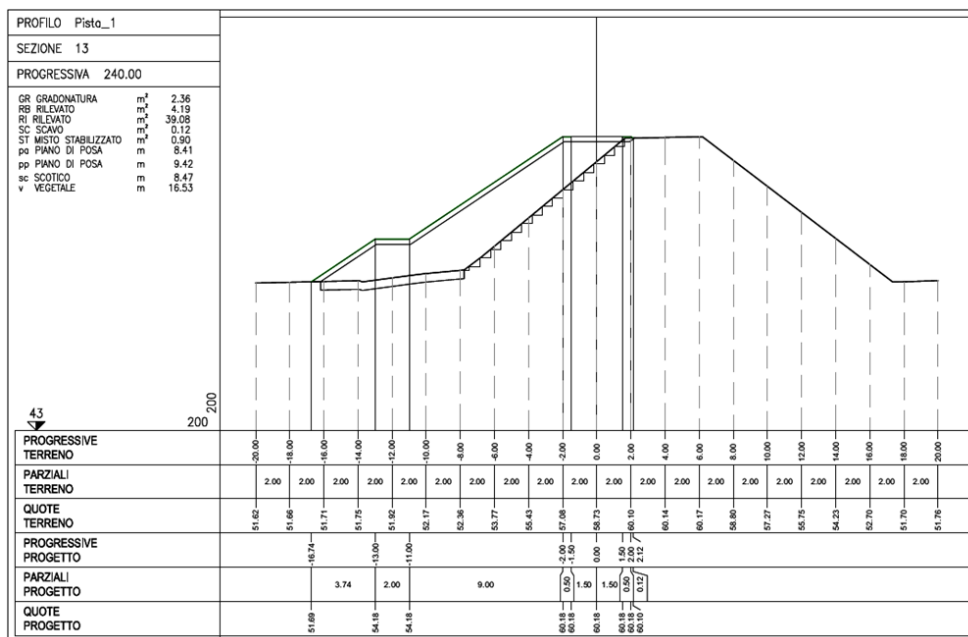 PROFILO Pista_1
SEZIONE 13
PROGRESSIVA 240.00
GR GRADONATURA m² 2.36
RB RILEVATO m² 4.19
RI RILEVATO m² 39.08
SC SCAVO m² 0.12
ST MISTO STABILIZZATO m² 0.90
pa PIANO DI POSA m 8.41
pp PIANO DI POSA m 9.42
sc SCOTICO m 8.47
v VEGETALE m 16.53
43
200
200
PROGRESSIVE TERRENO
-20.00 -18.00 -16.00 -14.00 -12.00 -10.00 -8.00 -6.00 -4.00 -2.00 0.00 2.00 4.00 6.00 8.00 10.00 12.00 14.00 16.00 18.00 20.00
PARZIALI TERRENO
2.00 2.00 2.00 2.00 2.00 2.00 2.00 2.00 2.00 2.00 2.00 2.00 2.00 2.00 2.00 2.00 2.00 2.00 2.00 2.00
QUOTE TERRENO
51.62 51.66 51.71 51.75 51.92 52.17 52.36 53.77 55.43 57.08 58.73 60.10 60.14 60.17 58.80 57.27 55.75 54.23 52.70 51.70 51.76
PROGRESSIVE PROGETTO
-16.74 -13.00 -11.00 -2.00 -1.50 0.00 1.50 2.00 2.12
PARZIALI PROGETTO
3.74 2.00 9.00 0.50 1.50 1.50 0.50 0.12
QUOTE PROGETTO
51.69 54.18 54.18 60.18 60.18 60.18 60.18 60.18 60.10